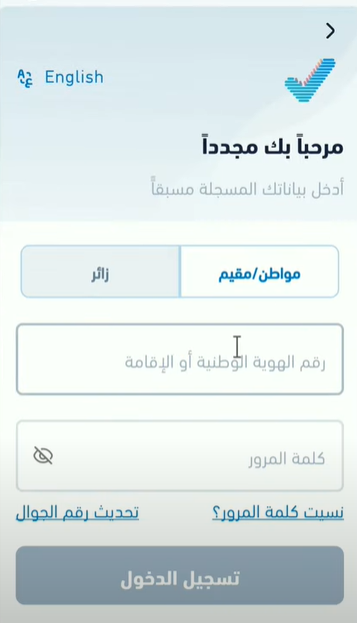 English
مرحباً بك مجدداً
أدخل بياناتك المسجلة مسبقاً
مواطن/مقيم زائر
رقم الهوية الوطنية أو الإقامة
كلمة المرور
نسيت كلمة المرور؟ تحديث رقم الجوال
تسجيل الدخول